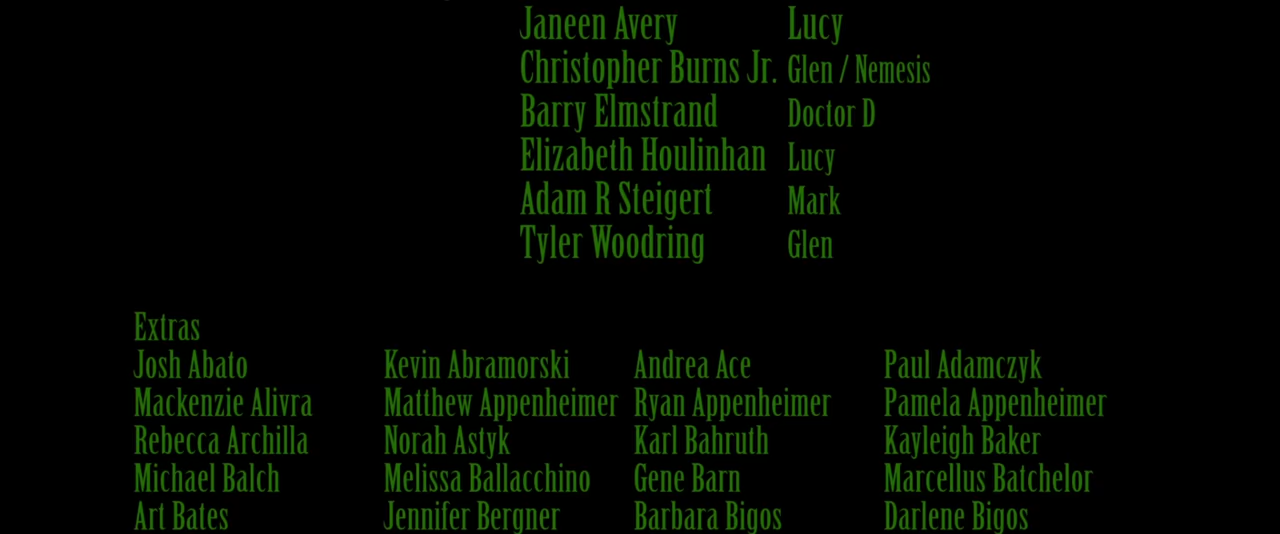 Janeen Avery Lucy
Christopher Burns Jr. Glen / Nemesis
Barry Elmstrand Doctor D
Elizabeth Houlinhan Lucy
Adam R Steigert Mark
Tyler Woodring Glen
Extras
Josh Abato Kevin Abramorski Andrea Ace Paul Adamczyk
Mackenzie Alivra Matthew Appenheimer Ryan Appenheimer Pamela Appenheimer
Rebecca Archilla Norah Astyk Karl Bahruth Kayleigh Baker
Michael Balch Melissa Ballacchino Gene Barn Marcellus Batchelor
Art Bates Jennifer Bergner Barbara Bigos Darlene Bigos